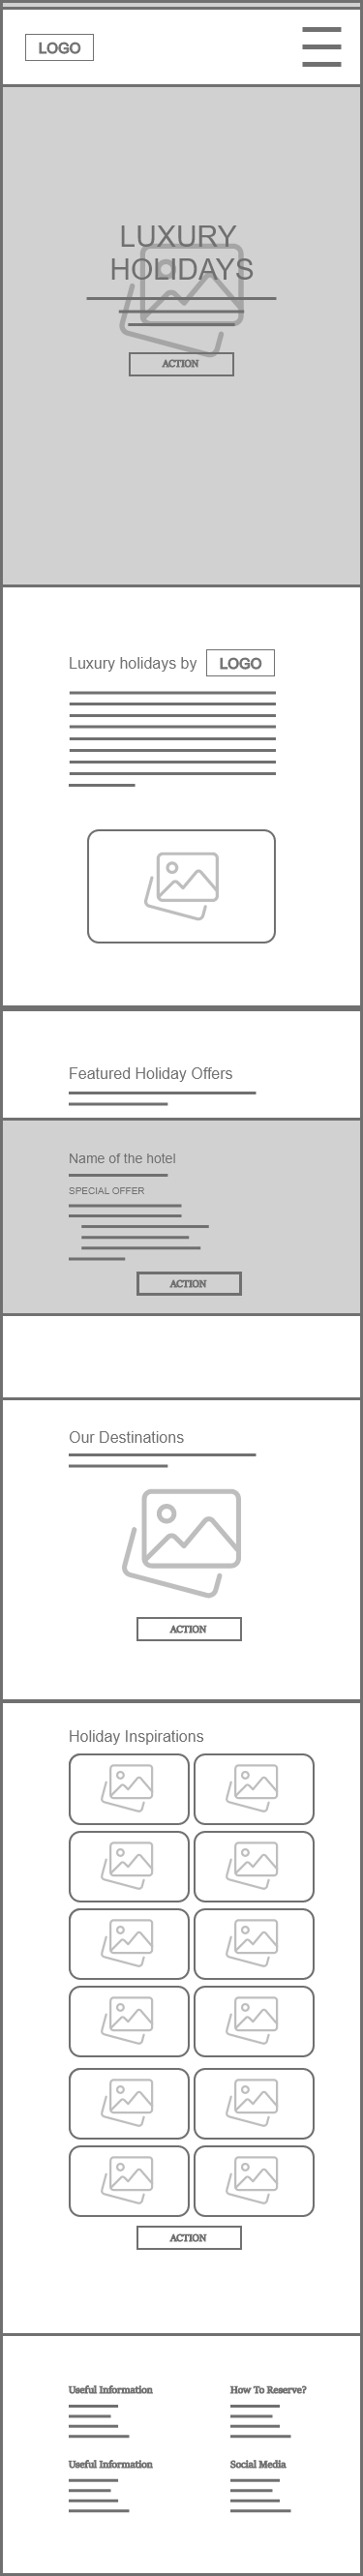 LOGO
LUXURY
HOLIDAYS
ACTION
Luxury holidays by LOGO
Featured Holiday Offers
Name of the hotel
SPECIAL OFFER
ACTION
Our Destinations
ACTION
Holiday Inspirations
ACTION
Useful Information
How To Reserve?
Useful Information
Social Media